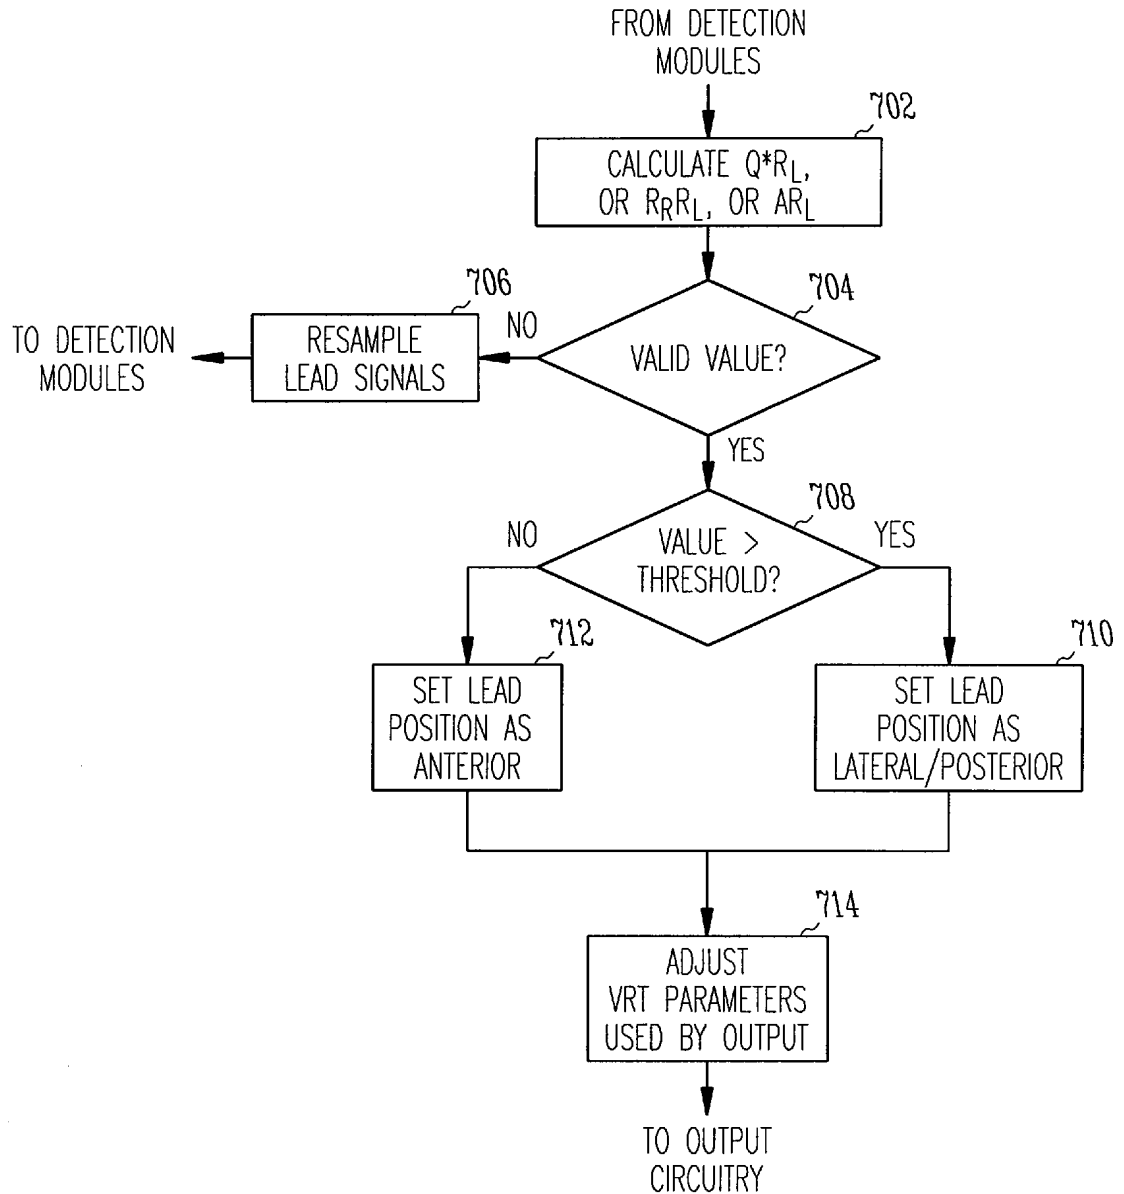 FROM DETECTION
MODULES
702
CALCULATE Q*RL,
OR RRRL, OR ARL
706
704
NO
TO DETECTION
MODULES
RESAMPLE
LEAD SIGNALS
VALID VALUE?
YES
708
NO
VALUE >
THRESHOLD?
YES
712
710
SET LEAD
POSITION AS
ANTERIOR
SET LEAD
POSITION AS
LATERAL/POSTERIOR
714
ADJUST
VRT PARAMETERS
USED BY OUTPUT
TO OUTPUT
CIRCUITRY